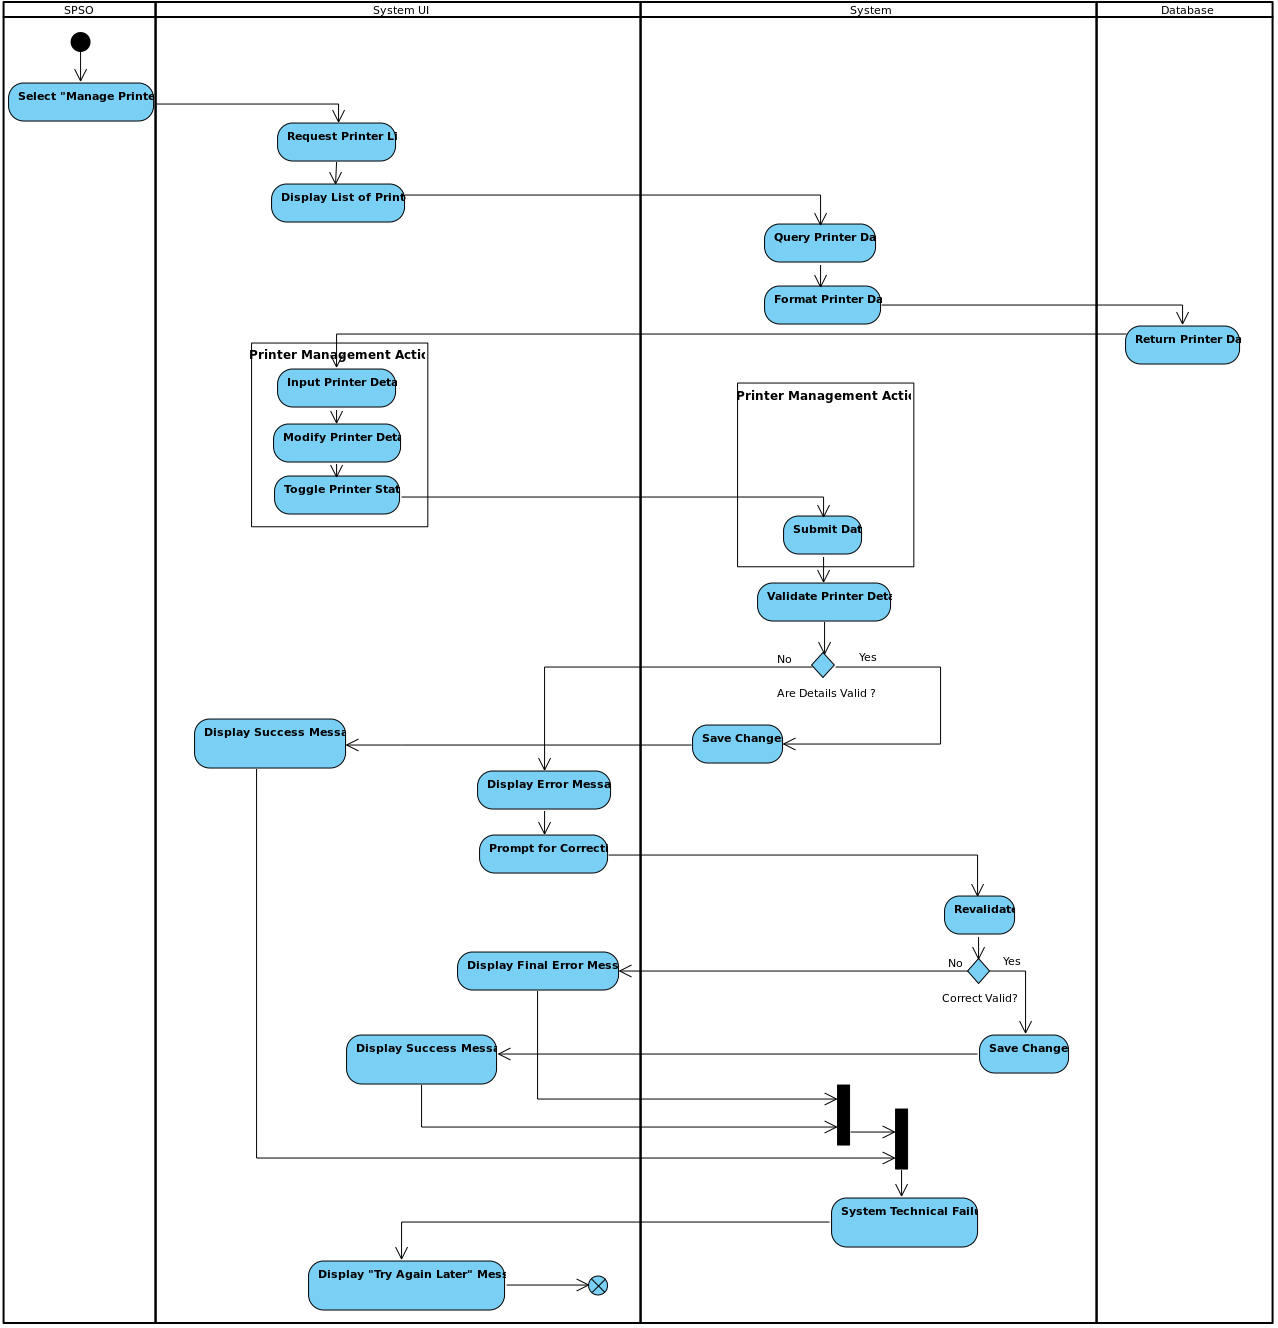 SPSO
System UI
System
Database
Select "Manage Printe
Request Printer Li
Display List of Print
Query Printer Da
Format Printer Da
Return Printer Da
Printer Management Actio
Input Printer Deta
Modify Printer Deta
Toggle Printer Stat
Printer Management Actio
Submit Dat
Validate Printer Deta
No
Yes
Are Details Valid ?
Display Success Messa
Save Change
Display Error Messa
Prompt for Correcti
Revalidate
No
Yes
Display Final Error Mess
Correct Valid?
Display Success Messa
Save Change
System Technical Failu
Display "Try Again Later" Mess